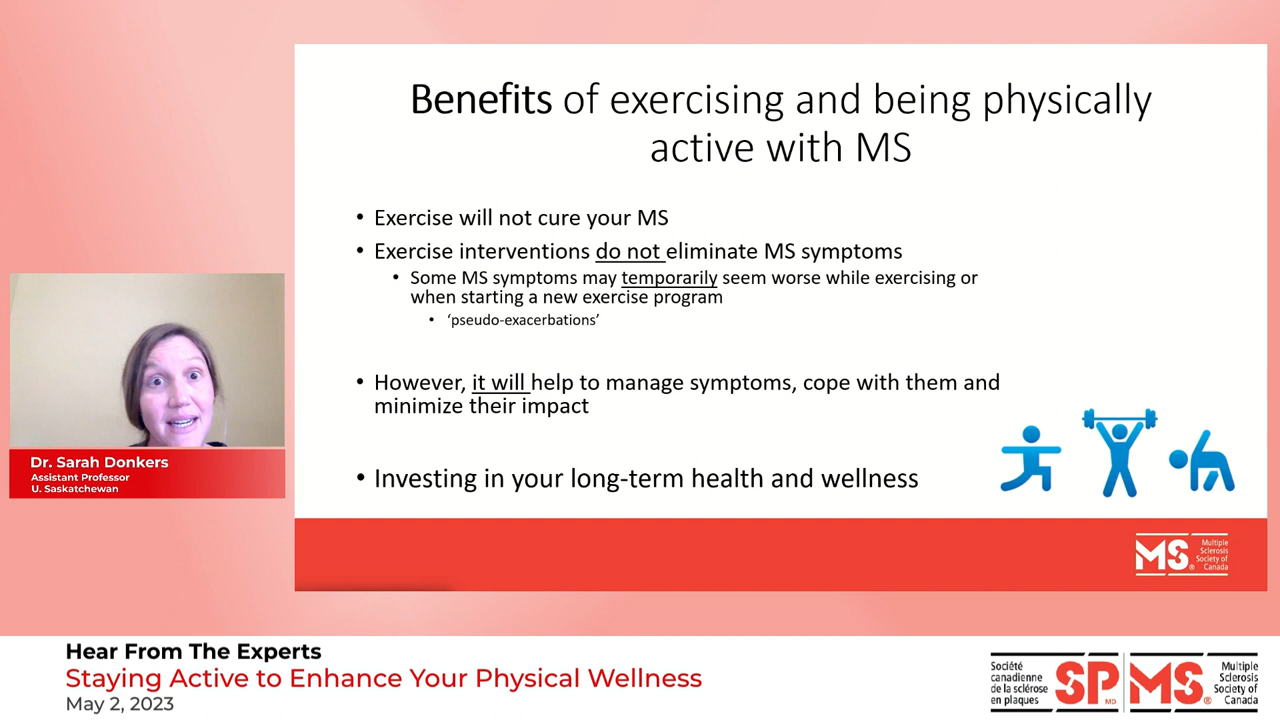 Benefits of exercising and being physically
active with MS
• Exercise will not cure your MS
• Exercise interventions do not eliminate MS symptoms
• Some MS symptoms may temporarily seem worse while exercising or
when starting a new exercise program
• ‘pseudo-exacerbations’
• However, it will help to manage symptoms, cope with them and
minimize their impact
• Investing in your long-term health and wellness
MS®
Multiple
Sclerosis
Society of
Canada
Dr. Sarah Donkers
Assistant Professor
U. Saskatchewan
Hear From The Experts
Staying Active to Enhance Your Physical Wellness
May 2, 2023
Société
canadienne
de la sclérose
en plaques
SP MD
MS®
Multiple
Sclerosis
Society of
Canada